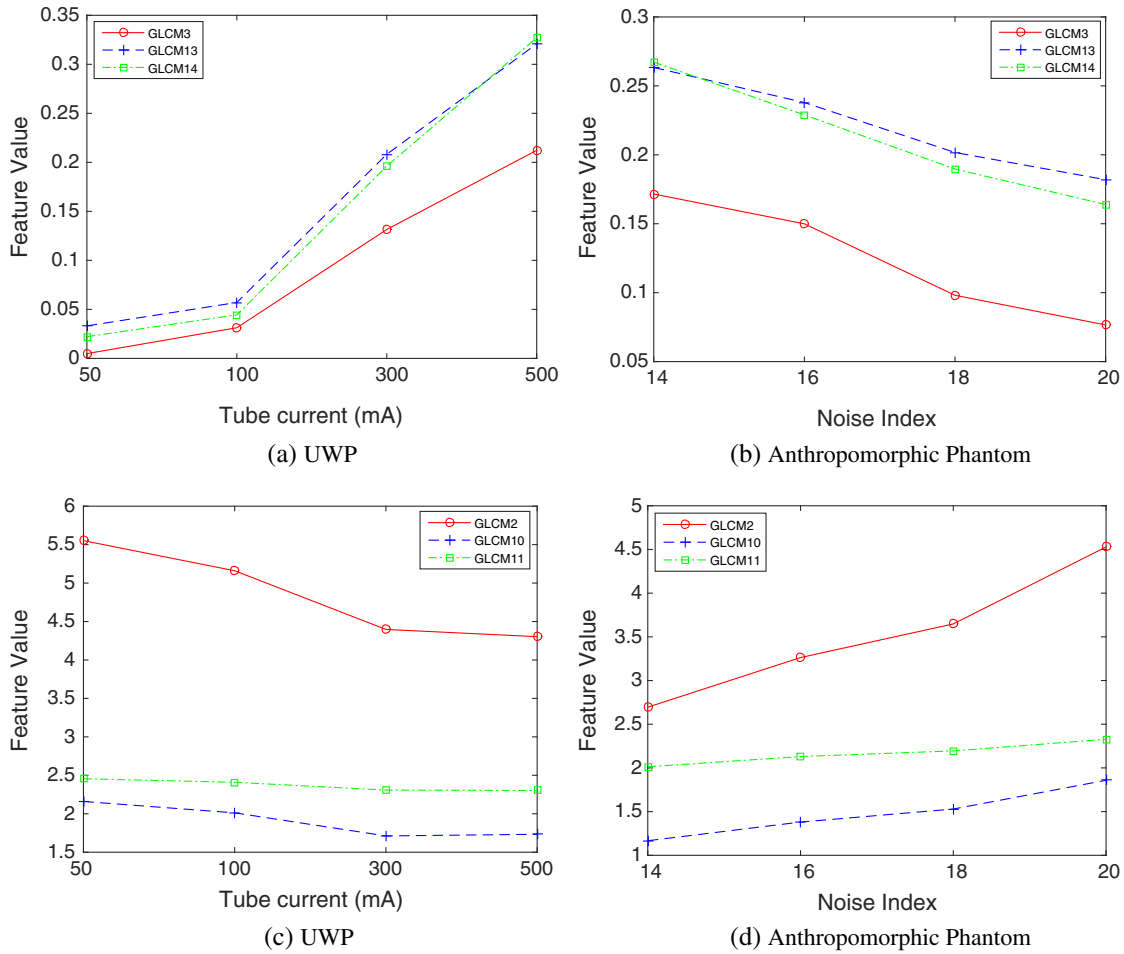 0.35
0.3
0.25
0.2
0.15
0.1
0.05
0
Feature Value
GLCM3
GLCM13
GLCM14
50 100 300 500
Tube current (mA)
(a) UWP
0.3
0.25
0.2
0.15
0.1
0.05
Feature Value
GLCM3
GLCM13
GLCM14
14 16 18 20
Noise Index
(b) Anthropomorphic Phantom
6
5.5
5
4.5
4
3.5
3
2.5
2
1.5
Feature Value
GLCM2
GLCM10
GLCM11
50 100 300 500
Tube current (mA)
(c) UWP
5
4.5
4
3.5
3
2.5
2
1.5
1
Feature Value
GLCM2
GLCM10
GLCM11
14 16 18 20
Noise Index
(d) Anthropomorphic Phantom